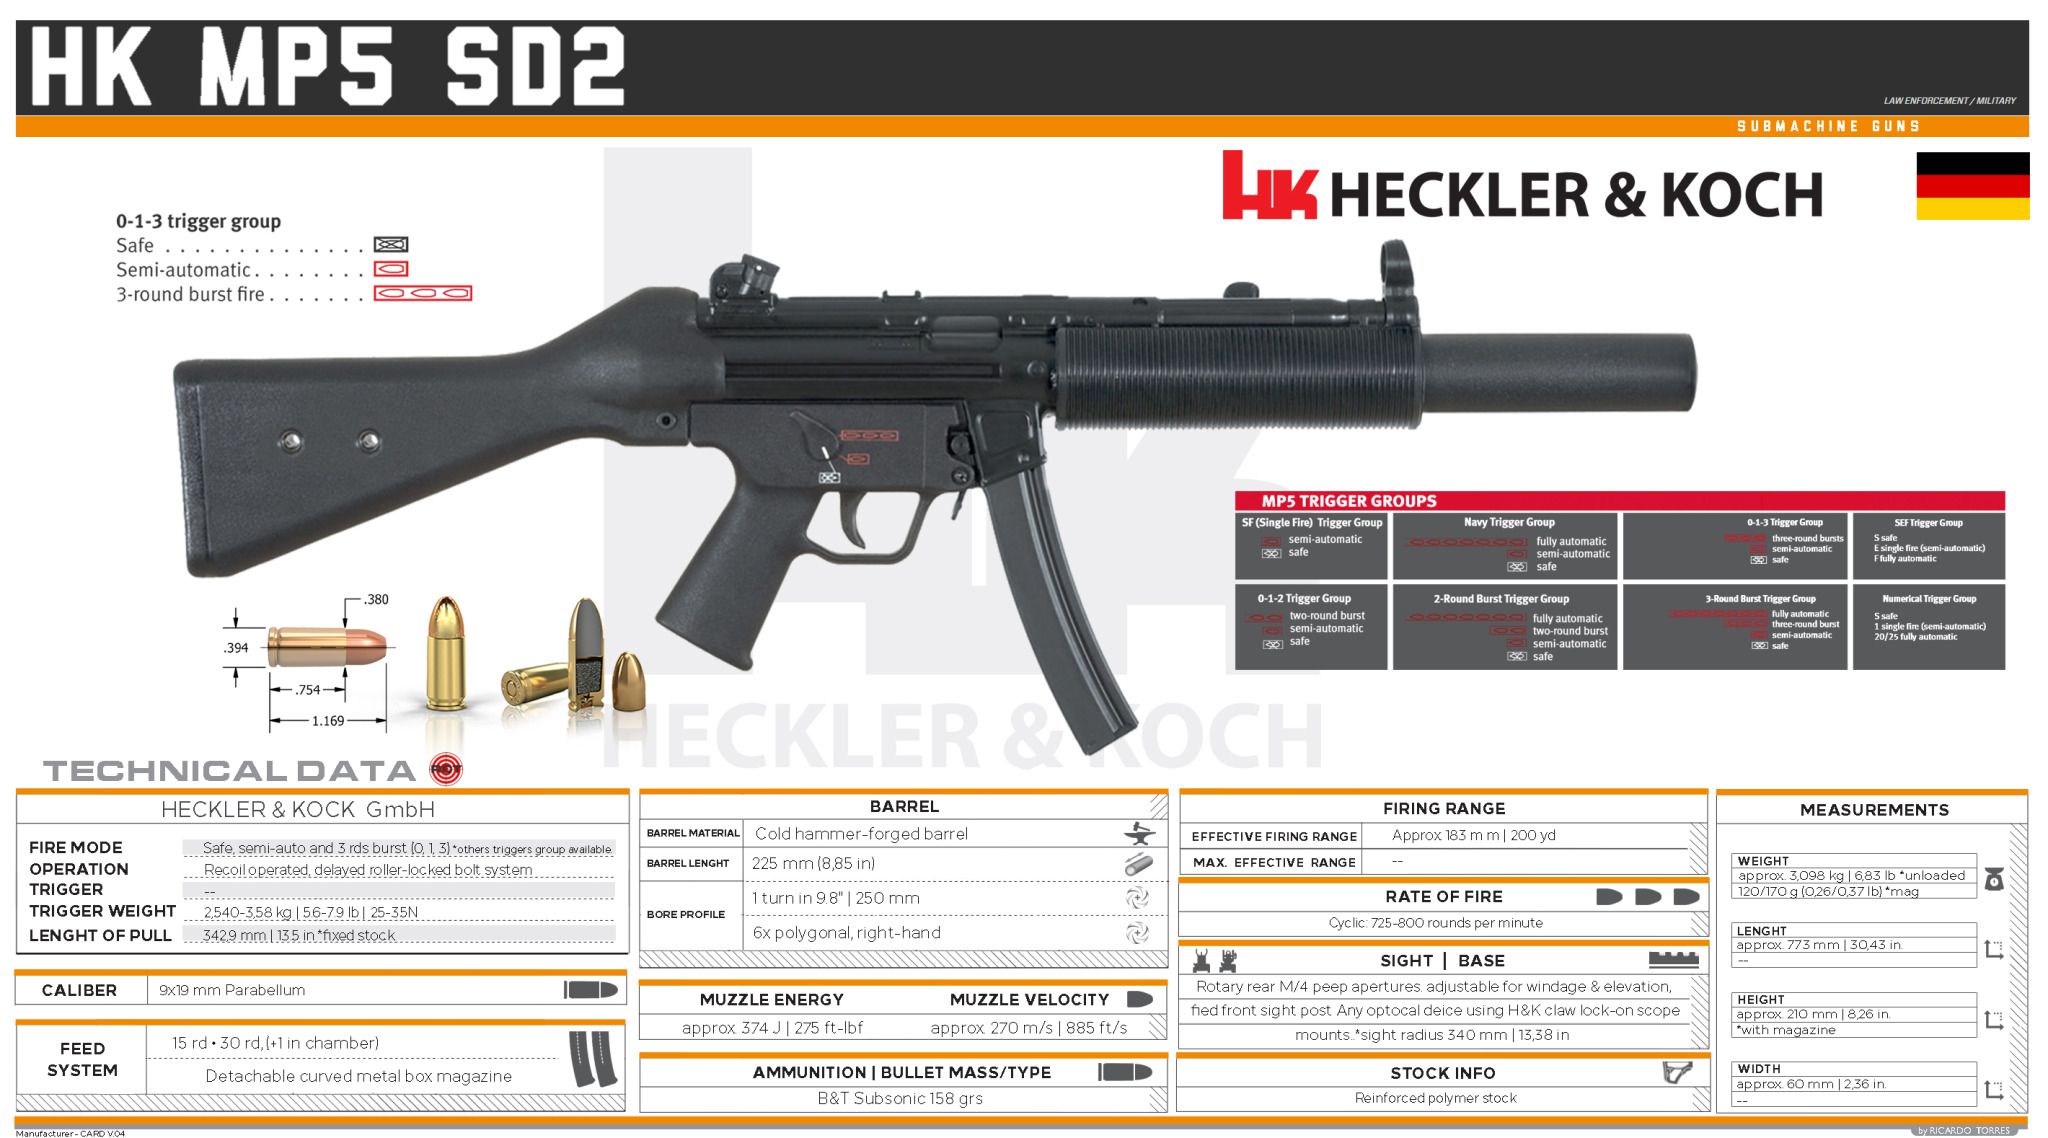 HK MP5 SD2
LAW ENFORCEMENT / MILITARY
SUBMACHINE GUNS
HK HECKLER & KOCH
0-1-3 trigger group
Safe . . . . . . . . . . . . . .
Semi-automatic . . . . . . . .
3-round burst fire . . . . . . .
MP5 TRIGGER GROUPS
SF (Single Fire) Trigger Group
semi-automatic
safe
Navy Trigger Group
fully automatic
semi-automatic
safe
0-1-3 Trigger Group
three-round bursts
semi-automatic
safe
SEF Trigger Group
S safe
E single fire (semi-automatic)
F fully automatic
0-1-2 Trigger Group
two-round burst
semi-automatic
safe
2-Round Burst Trigger Group
fully automatic
two-round burst
semi-automatic
safe
3-Round Burst Trigger Group
fully automatic
three-round burst
semi-automatic
safe
Numerical Trigger Group
S safe
1 single fire (semi-automatic)
20/25 fully automatic
.380
.394
.754
1.169
HECKLER & KOCH
TECHNICAL DATA
HECKLER & KOCK GmbH
FIRE MODE Safe, semi-auto and 3 rds burst (0, 1, 3) *others triggers group available.
OPERATION Recoil operated, delayed roller-locked bolt system
TRIGGER --
TRIGGER WEIGHT 2,540-3,58 kg | 5.6-7.9 lb | 25-35N
LENGHT OF PULL 342,9 mm | 13.5 in *fixed stock
CALIBER 9x19 mm Parabellum
FEED SYSTEM
15 rd • 30 rd, (+1 in chamber)
Detachable curved metal box magazine
BARREL
BARREL MATERIAL Cold hammer-forged barrel
BARREL LENGHT 225 mm (8,85 in)
BORE PROFILE
1 turn in 9.8" | 250 mm
6x polygonal, right-hand
MUZZLE ENERGY MUZZLE VELOCITY
approx. 374 J | 275 ft-lbf approx. 270 m/s | 885 ft/s
AMMUNITION | BULLET MASS/TYPE
B&T Subsonic 158 grs
FIRING RANGE
EFFECTIVE FIRING RANGE Approx 183 m m | 200 yd
MAX. EFFECTIVE RANGE --
RATE OF FIRE
Cyclic: 725-800 rounds per minute
SIGHT | BASE
Rotary rear M/4 peep apertures. adjustable for windage & elevation,
fied front sight post. Any optocal deice using H&K claw lock-on scope
mounts..*sight radius 340 mm | 13,38 in
STOCK INFO
Reinforced polymer stock
MEASUREMENTS
WEIGHT
approx. 3,098 kg | 6,83 lb *unloaded
120/170 g (0,26/0,37 lb) *mag
LENGHT
approx. 773 mm | 30,43 in.
--
HEIGHT
approx. 210 mm | 8,26 in.
*with magazine
WIDTH
approx. 60 mm | 2,36 in.
--
Manufacturer - CARD V.04
by RICARDO TORRES